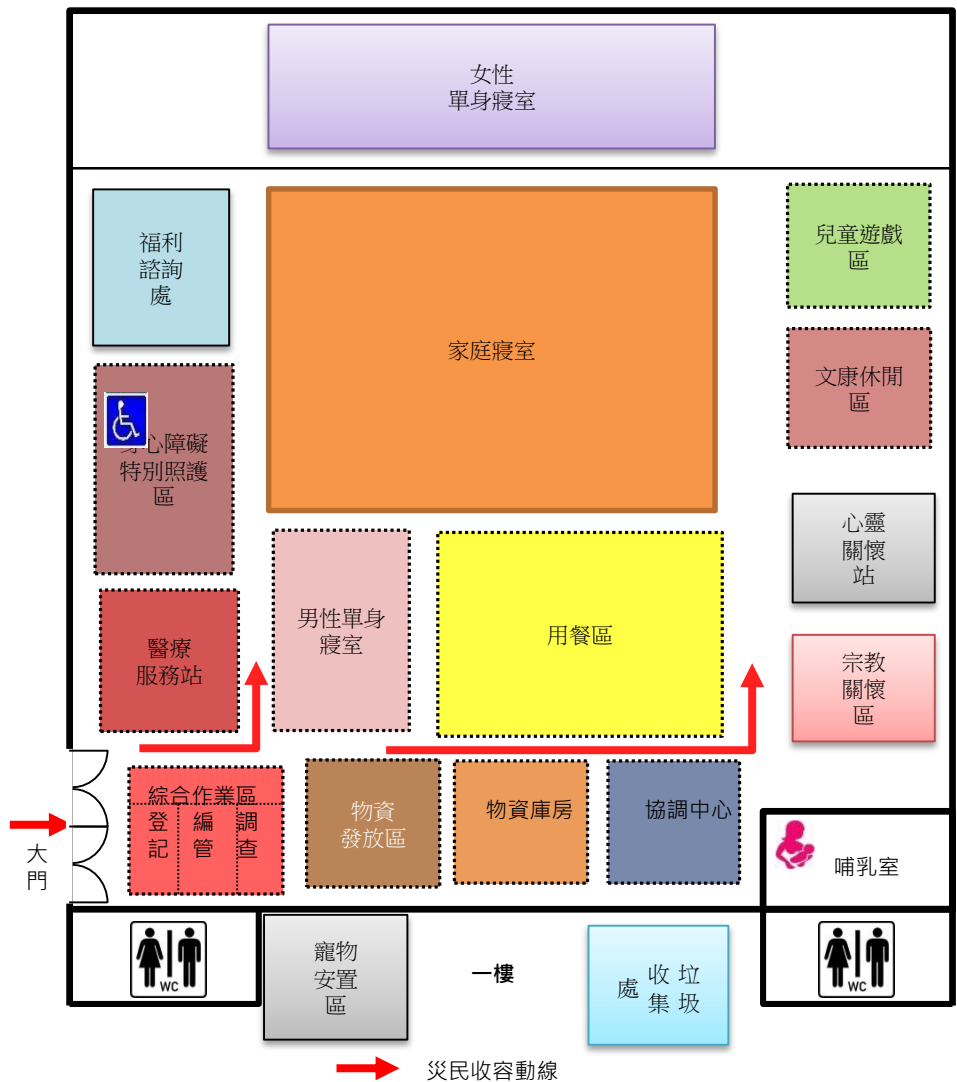 女性
單身寢室
福利
諮詢
處
家庭寢室
兒童遊戲
區
文康休閒
區
心障礙
特別照護
區
心靈
關懷
站
男性單身
寢室
用餐區
醫療
服務站
宗教
關懷
區
綜合作業區
登記
編管
調查
物資
發放區
物資庫房
協調中心
大門
哺乳室
WC
寵物
安置
區
一樓
垃圾
收集
處
WC
災民收容動線